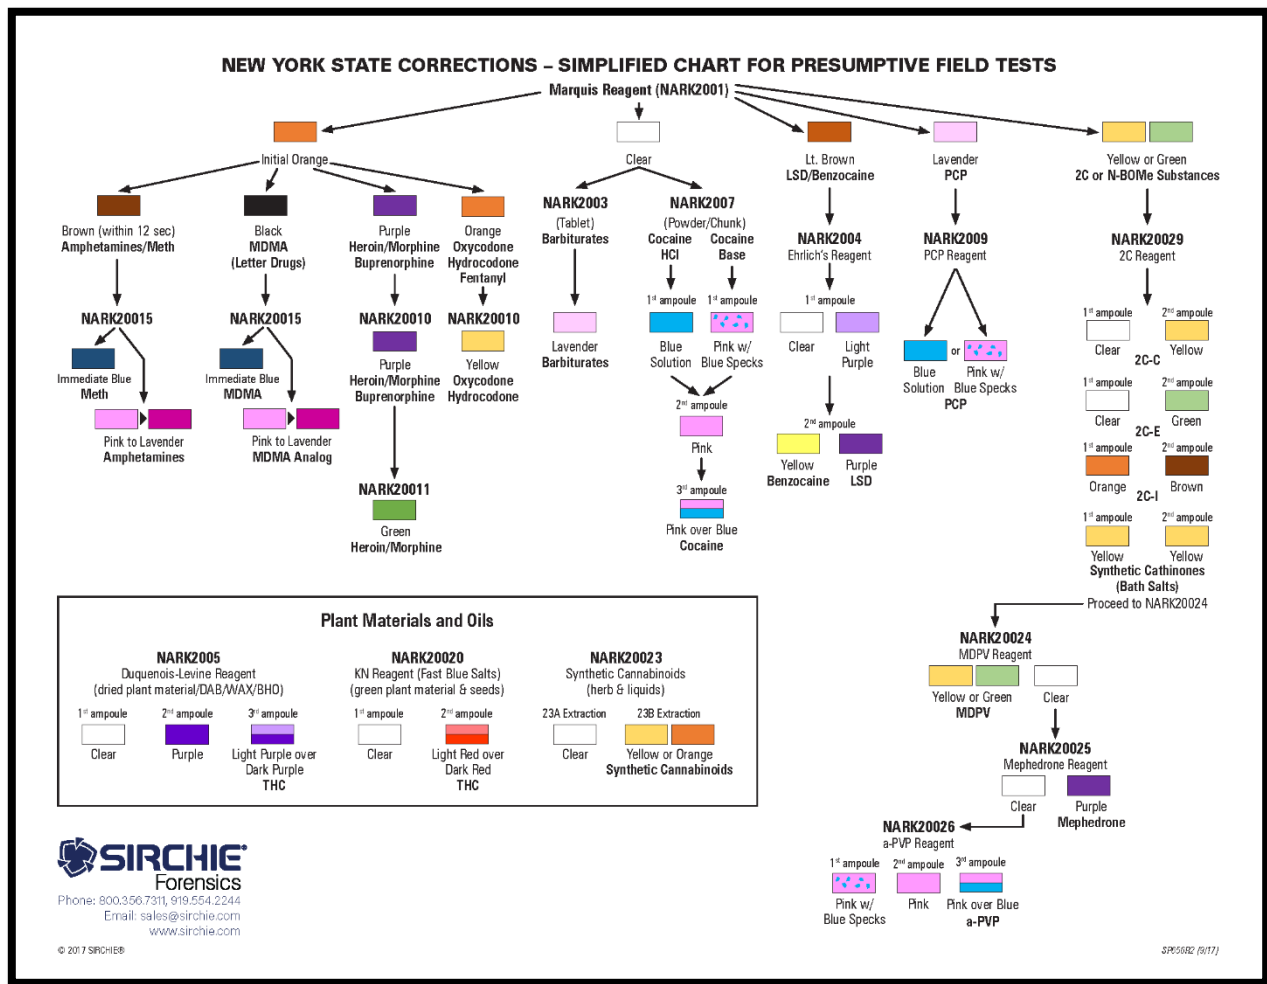 NEW YORK STATE CORRECTIONS – SIMPLIFIED CHART FOR PRESUMPTIVE FIELD TESTS
Marquis Reagent (NARK2001)
Initial Orange
Brown (within 12 sec)
Amphetamines/Meth
NARK20015
Immediate Blue
Meth
Pink to Lavender
Amphetamines
Black
MDMA
(Letter Drugs)
NARK20015
Immediate Blue
MDMA
Pink to Lavender
MDMA Analog
Purple
Heroin/Morphine
Buprenorphine
NARK20010
Purple
Heroin/Morphine
Buprenorphine
NARK20011
Green
Heroin/Morphine
Orange
Oxycodone
Hydrocodone
Fentanyl
NARK20010
Yellow
Oxycodone
Hydrocodone
Clear
NARK2003
(Tablet)
Barbiturates
Lavender
Barbiturates
NARK2007
(Powder/Chunk)
Cocaine
HCl
1st ampoule
Blue
Solution
Cocaine
Base
1st ampoule
Pink w/
Blue Specks
2nd ampoule
Pink
3rd ampoule
Pink over Blue
Cocaine
Lt. Brown
LSD/Benzocaine
NARK2004
Ehrlich's Reagent
1st ampoule
Clear
Light
Purple
2nd ampoule
Yellow
Benzocaine
Purple
LSD
Lavender
PCP
NARK2009
PCP Reagent
or
Blue
Solution
Pink w/
Blue Specks
PCP
Yellow or Green
2C or N-BOMe Substances
NARK20029
2C Reagent
1st ampoule 2nd ampoule
Clear Yellow
2C-C
1st ampoule 2nd ampoule
Clear Green
2C-E
1st ampoule 2nd ampoule
Orange Brown
2C-I
1st ampoule 2nd ampoule
Yellow Yellow
Synthetic Cathinones
(Bath Salts)
Proceed to NARK20024
NARK20024
MDPV Reagent
Yellow or Green
MDPV
Clear
NARK20025
Mephedrone Reagent
Clear
Purple
Mephedrone
NARK20026
a-PVP Reagent
1st ampoule 2nd ampoule 3rd ampoule
Pink w/
Blue Specks
Pink
Pink over Blue
a-PVP
Plant Materials and Oils
NARK2005
Duquenois-Levine Reagent
(dried plant material/DAB/WAX/BHO)
1st ampoule 2nd ampoule 3rd ampoule
Clear
Purple
Light Purple over
Dark Purple
THC
NARK20020
KN Reagent (Fast Blue Salts)
(green plant material & seeds)
1st ampoule 2nd ampoule
Clear
Light Red over
Dark Red
THC
NARK20023
Synthetic Cannabinoids
(herb & liquids)
23A Extraction 23B Extraction
Clear
Yellow or Orange
Synthetic Cannabinoids
SIRCHIE®
Forensics
Phone: 800.356.7311, 919.554.2244
Email: sales@sirchie.com
www.sirchie.com
© 2017 SIRCHIE®
SP656R2 (9/17)